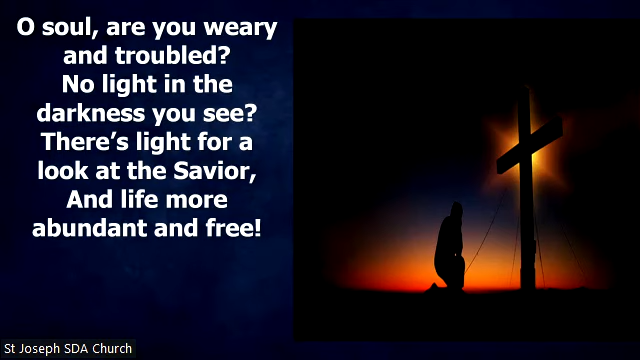 O soul, are you weary
and troubled?
No light in the
darkness you see?
There’s light for a
look at the Savior,
And life more
abundant and free!
St Joseph SDA Church